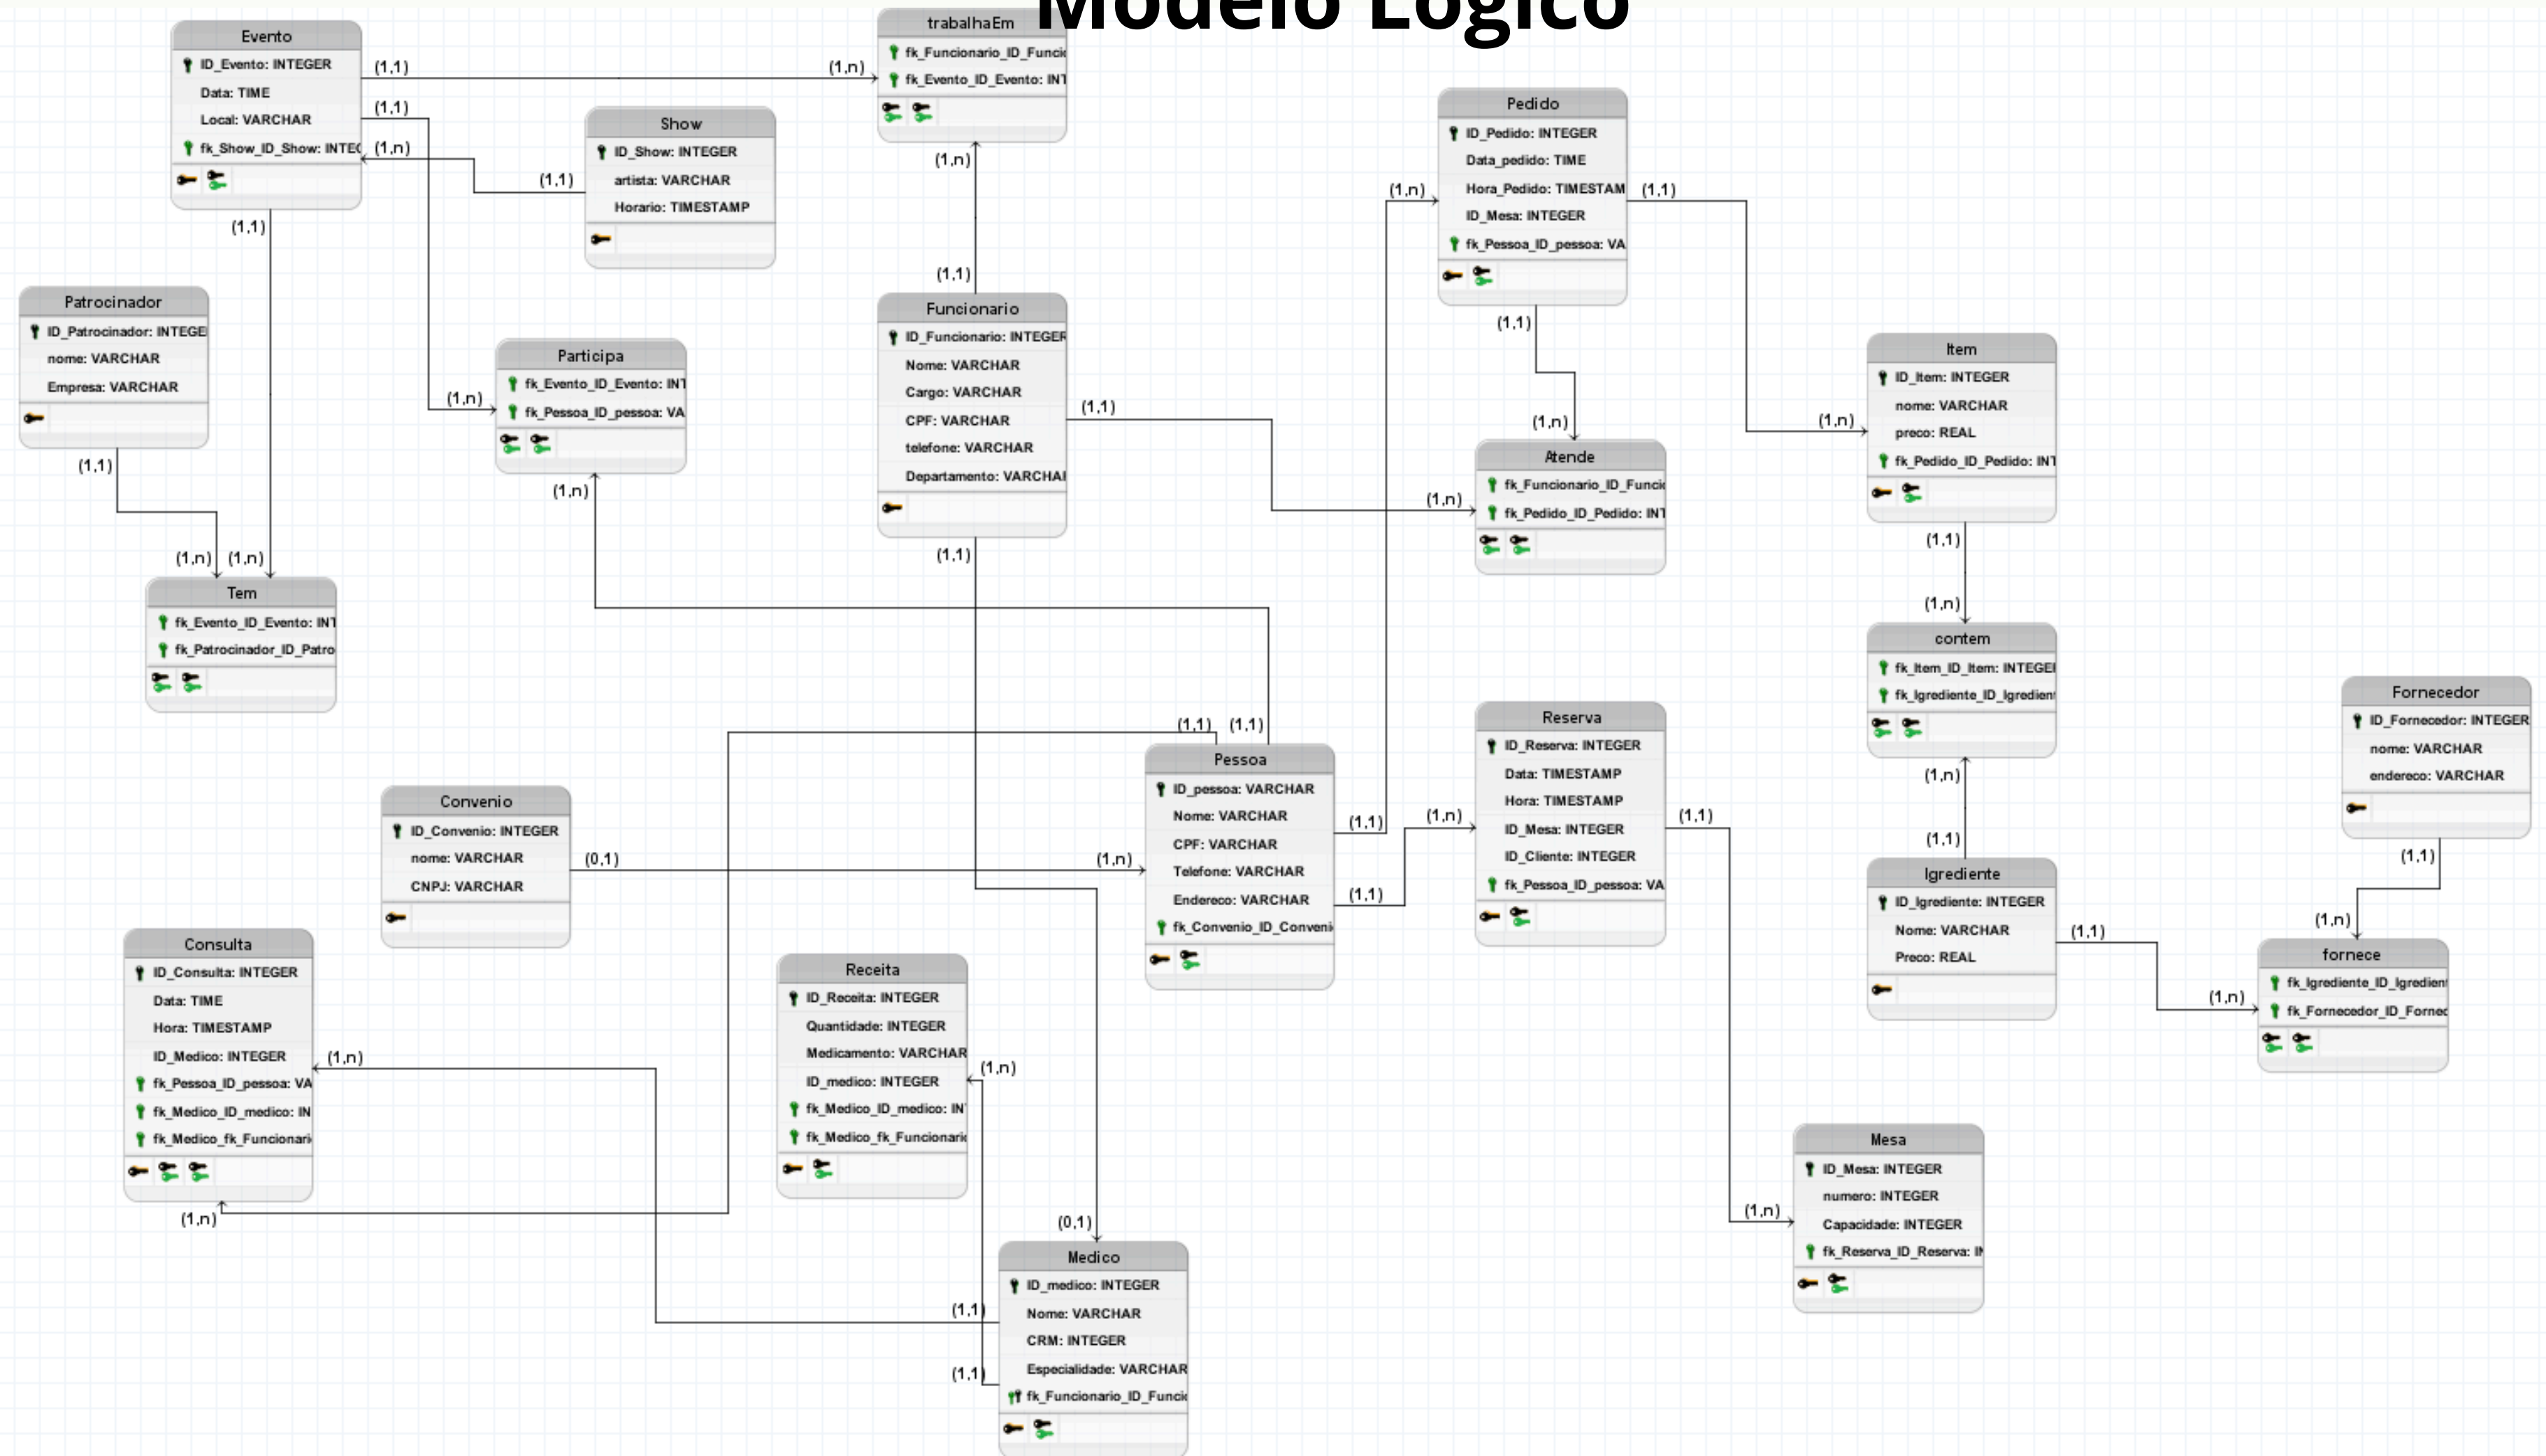 Modelo Lógico
Evento
ID_Evento: INTEGER
Data: TIME
Local: VARCHAR
fk_Show_ID_Show: INTEG
(1,1)
(1,1)
(1,n)
(1,1)
(1,n)
trabalhaEm
fk_Funcionario_ID_Funcio
fk_Evento_ID_Evento: INT
(1,n)
Show
ID_Show: INTEGER
artista: VARCHAR
Horario: TIMESTAMP
(1,1)
Pedido
ID_Pedido: INTEGER
Data_pedido: TIME
Hora_Pedido: TIMESTAM
ID_Mesa: INTEGER
fk_Pessoa_ID_pessoa: VA
(1,n)
(1,1)
(1,1)
Patrocinador
ID_Patrocinador: INTEGE
nome: VARCHAR
Empresa: VARCHAR
(1,1)
Participa
fk_Evento_ID_Evento: INT
fk_Pessoa_ID_pessoa: VA
(1,n)
(1,n)
(1,1)
Funcionario
ID_Funcionario: INTEGER
Nome: VARCHAR
Cargo: VARCHAR
CPF: VARCHAR
telefone: VARCHAR
Departamento: VARCHAI
(1,1)
(1,1)
Item
ID_Item: INTEGER
nome: VARCHAR
preco: REAL
fk_Pedido_ID_Pedido: INT
(1,n)
(1,1)
(1,n)
Atende
fk_Funcionario_ID_Funcio
fk_Pedido_ID_Pedido: INT
(1,n)
(1,n)
(1,n)
Tem
fk_Evento_ID_Evento: INT
fk_Patrocinador_ID_Patro
(1,n)
contem
fk_Item_ID_Item: INTEGEI
fk_Igrediente_ID_Igredient
(1,n)
Fornecedor
ID_Fornecedor: INTEGER
nome: VARCHAR
endereco: VARCHAR
(1,1)
(1,1)
(1,1)
Pessoa
ID_pessoa: VARCHAR
Nome: VARCHAR
CPF: VARCHAR
Telefone: VARCHAR
Endereco: VARCHAR
fk_Convenio_ID_Conveni
(1,1)
(1,1)
Reserva
ID_Reserva: INTEGER
Data: TIMESTAMP
Hora: TIMESTAMP
ID_Mesa: INTEGER
ID_Cliente: INTEGER
fk_Pessoa_ID_pessoa: VA
(1,n)
(1,1)
Convenio
ID_Convenio: INTEGER
nome: VARCHAR
CNPJ: VARCHAR
(0,1)
(1,n)
(1,1)
Igrediente
ID_Igrediente: INTEGER
Nome: VARCHAR
Preco: REAL
(1,1)
(1,n)
fornece
fk_Igrediente_ID_Igredient
fk_Fornecedor_ID_Fornec
(1,n)
Consulta
ID_Consulta: INTEGER
Data: TIME
Hora: TIMESTAMP
ID_Medico: INTEGER
fk_Pessoa_ID_pessoa: VA
fk_Medico_ID_medico: IN
fk_Medico_fk_Funcionari
(1,n)
(1,n)
Receita
ID_Receita: INTEGER
Quantidade: INTEGER
Medicamento: VARCHAR
ID_medico: INTEGER
fk_Medico_ID_medico: INT
fk_Medico_fk_Funcionario
(1,n)
Mesa
ID_Mesa: INTEGER
numero: INTEGER
Capacidade: INTEGER
fk_Reserva_ID_Reserva: IN
(1,n)
(0,1)
Medico
ID_medico: INTEGER
Nome: VARCHAR
CRM: INTEGER
Especialidade: VARCHAR
fk_Funcionario_ID_Funcio
(1,1)
(1,1)